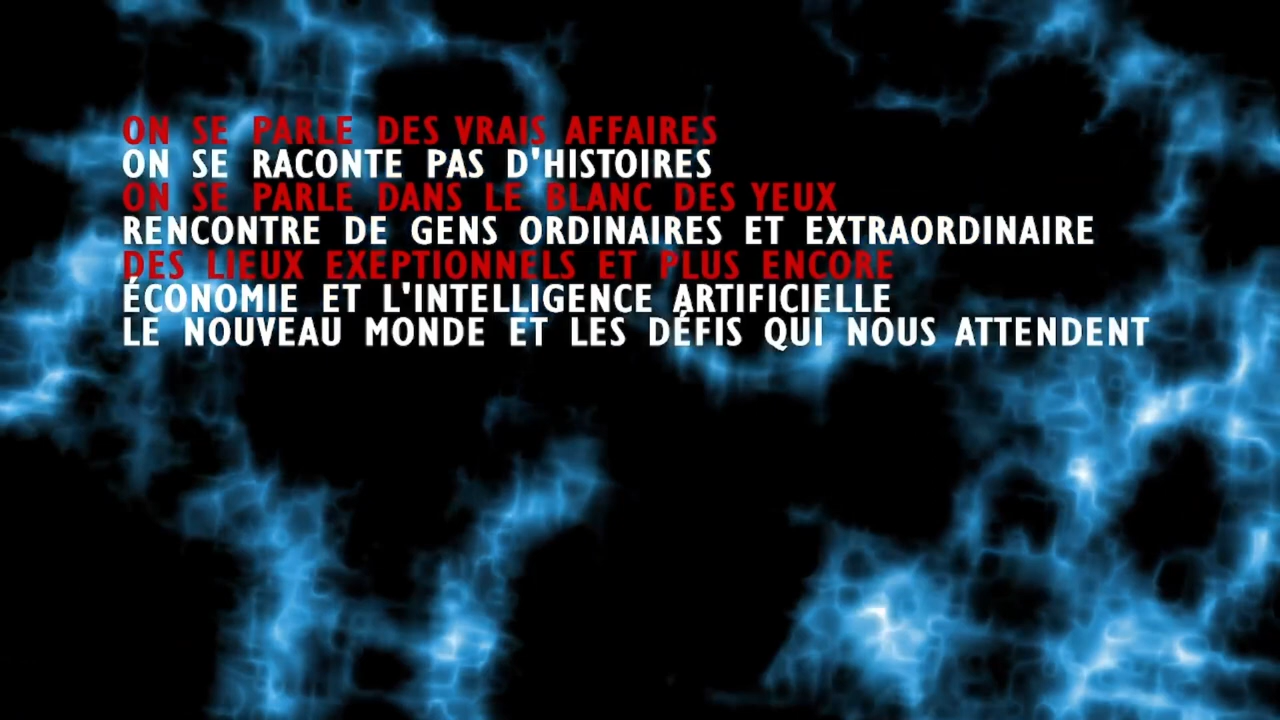 ON SE PARLE DES VRAIS AFFAIRES
ON SE RACONTE PAS D'HISTOIRES
ON SE PARLE DANS LE BLANC DES YEUX
RENCONTRE DE GENS ORDINAIRES ET EXTRAORDINAIRE
DES LIEUX EXEPTIONNELS ET PLUS ENCORE
ÉCONOMIE ET L'INTELLIGENCE ARTIFICIELLE
LE NOUVEAU MONDE ET LES DÉFIS QUI NOUS ATTENDENT